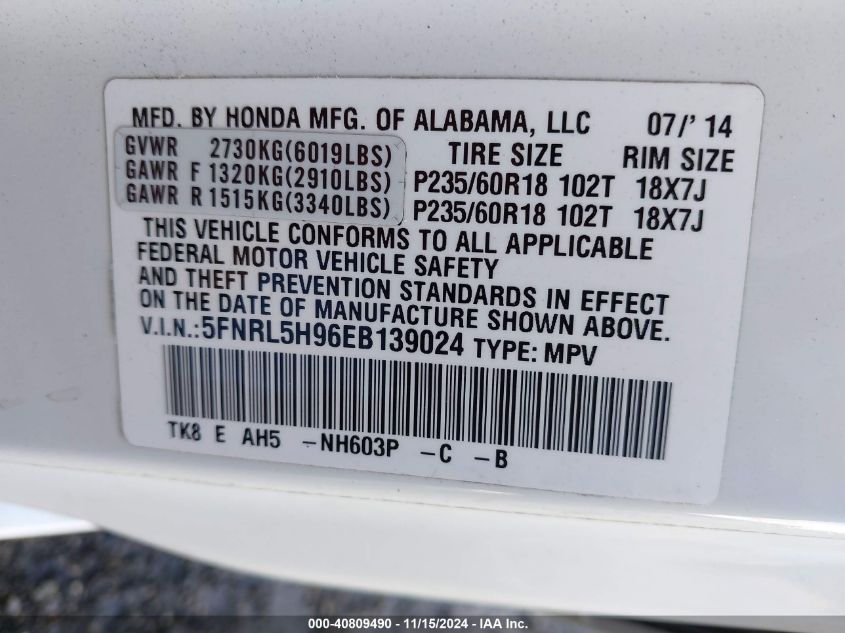 MFD. BY HONDA MFG. OF ALABAMA, LLC 07/' 14
GVWR 2730KG(6019LBS) TIRE SIZE RIM SIZE
GAWR F 1320KG(2910LBS) P235/60R18 102T 18X7J
GAWR R 1515KG(3340LBS) P235/60R18 102T 18X7J
THIS VEHICLE CONFORMS TO ALL APPLICABLE
FEDERAL MOTOR VEHICLE SAFETY
AND THEFT PREVENTION STANDARDS IN EFFECT
ON THE DATE OF MANUFACTURE SHOWN ABOVE.
V.I.N.:5FNRL5H96EB139024 TYPE: MPV
TK8 E AH5 -NH603P -C -B
000-40809490 - 11/15/2024 - IAA Inc.